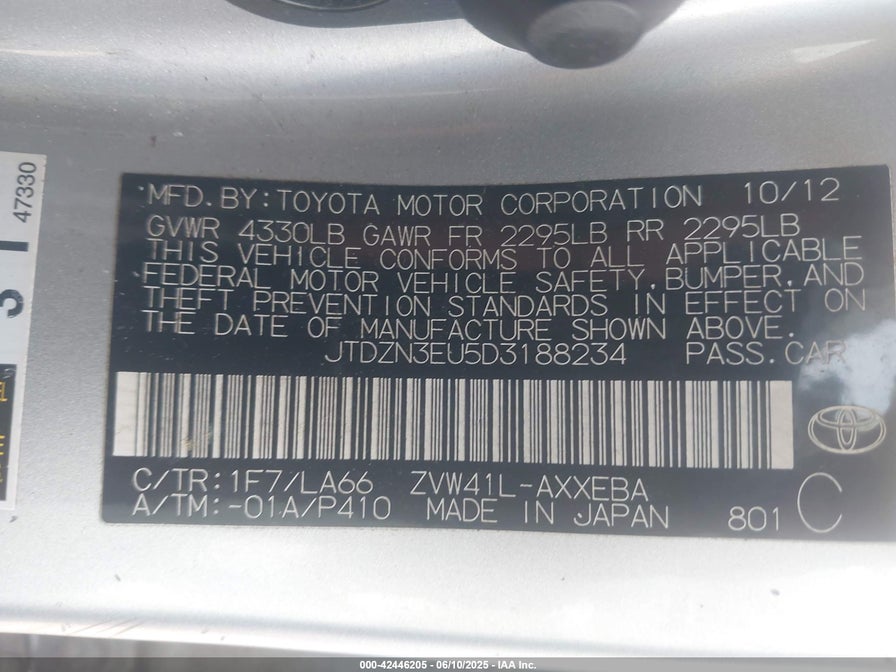 47330
MFD.BY:TOYOTA MOTOR CORPORATION 10/12
GVWR 4330LB GAWR FR 2295LB RR 2295LB
THIS VEHICLE CONFORMS TO ALL APPLICABLE
FEDERAL MOTOR VEHICLE SAFETY,BUMPER,AND
THEFT PREVENTION STANDARDS IN EFFECT ON
THE DATE OF MANUFACTURE SHOWN ABOVE.
JTDZN3EU5D3188234 PASS.CAR
C/TR:1F7/LA66 ZVW41L-AXXEBA
A/TM:-01A/P410 MADE IN JAPAN 801 C
000-42446205 - 06/10/2025 - IAA Inc.